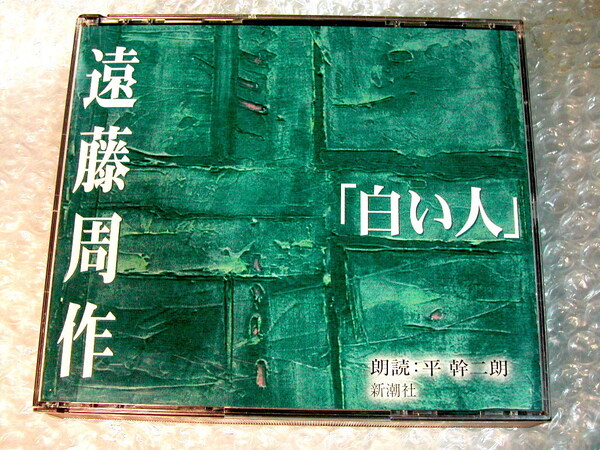 遠藤周作
「白い人」
朗読：平 幹二朗
新潮社